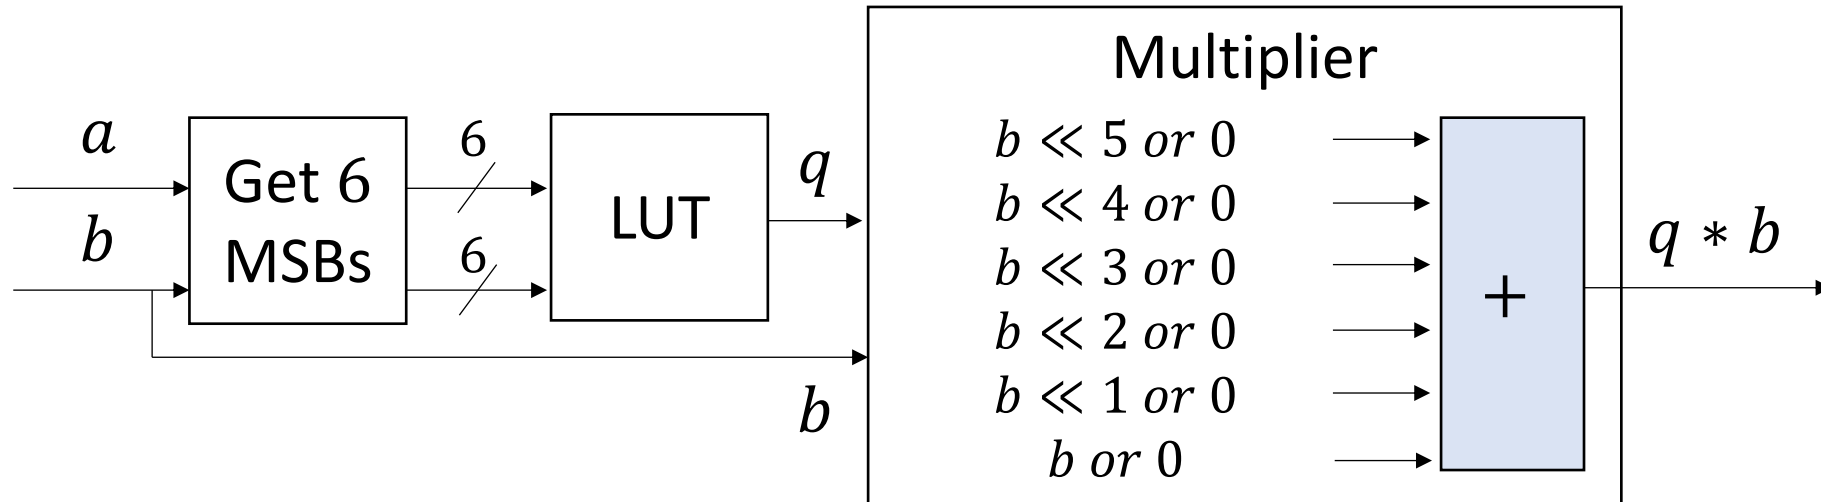 a
b
Get 6
MSBs
6
6
LUT
q
b
Multiplier
b ≪ 5 or 0
b ≪ 4 or 0
b ≪ 3 or 0
b ≪ 2 or 0
b ≪ 1 or 0
b or 0
+
q * b